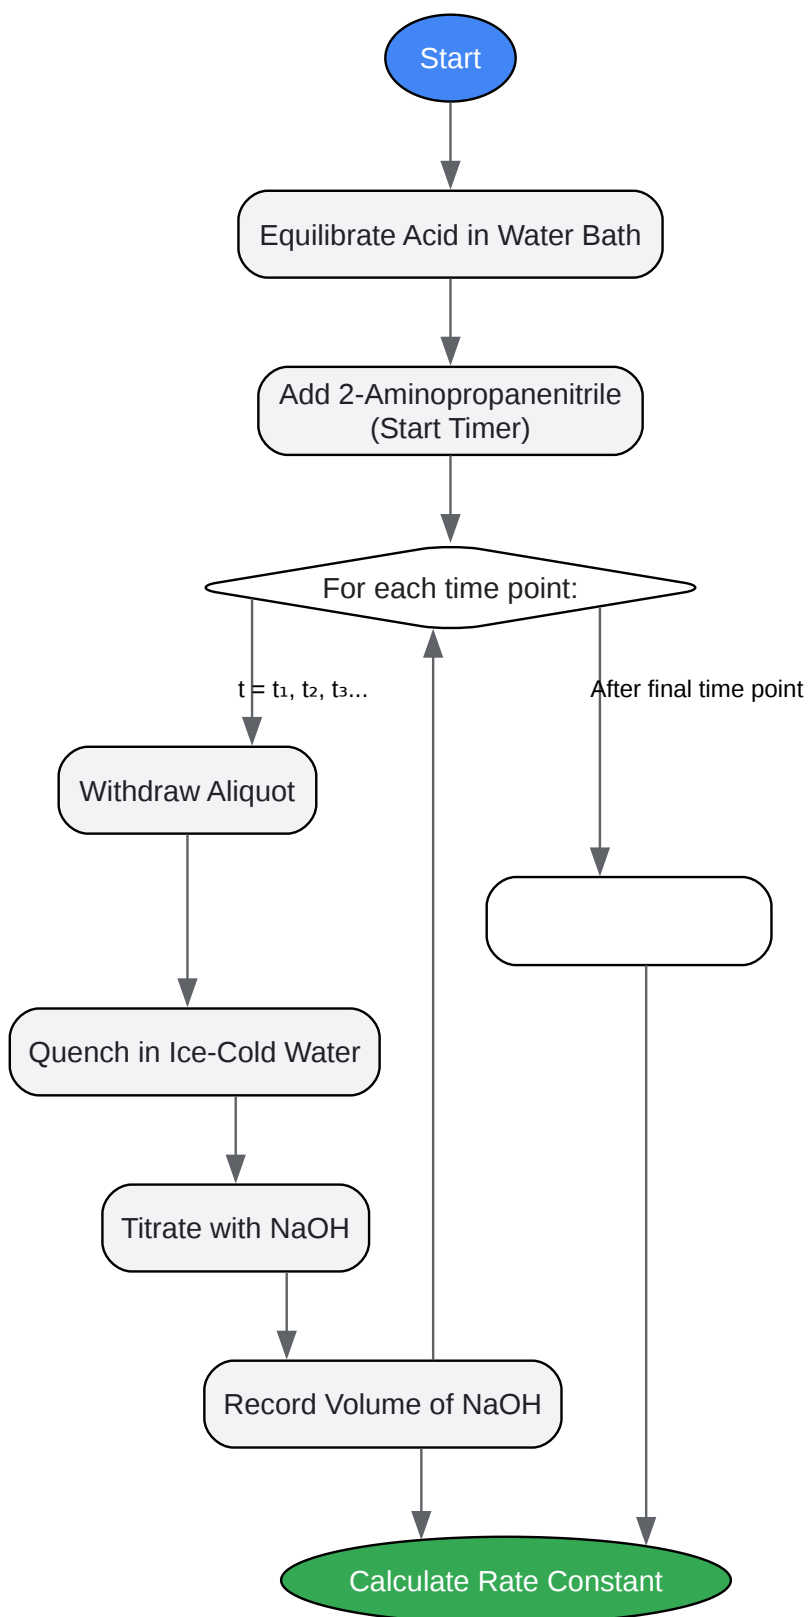 Start
Equilibrate Acid in Water Bath
Add 2-Aminopropanenitrile
(Start Timer)
For each time point:
t = t₁, t₂, t₃...
After final time point
Withdraw Aliquot
Quench in Ice-Cold Water
Titrate with NaOH
Record Volume of NaOH
Calculate Rate Constant